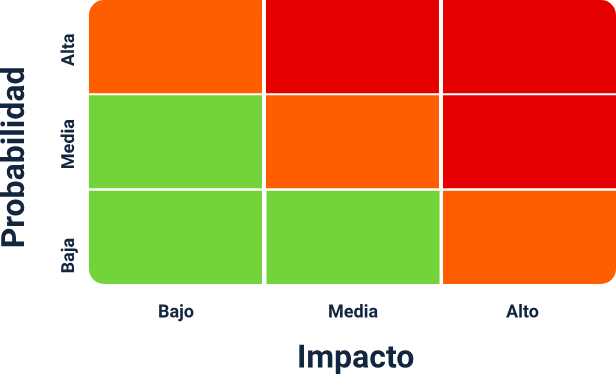 Probabilidad
Alta
Media
Baja
Bajo
Media
Alto
Impacto